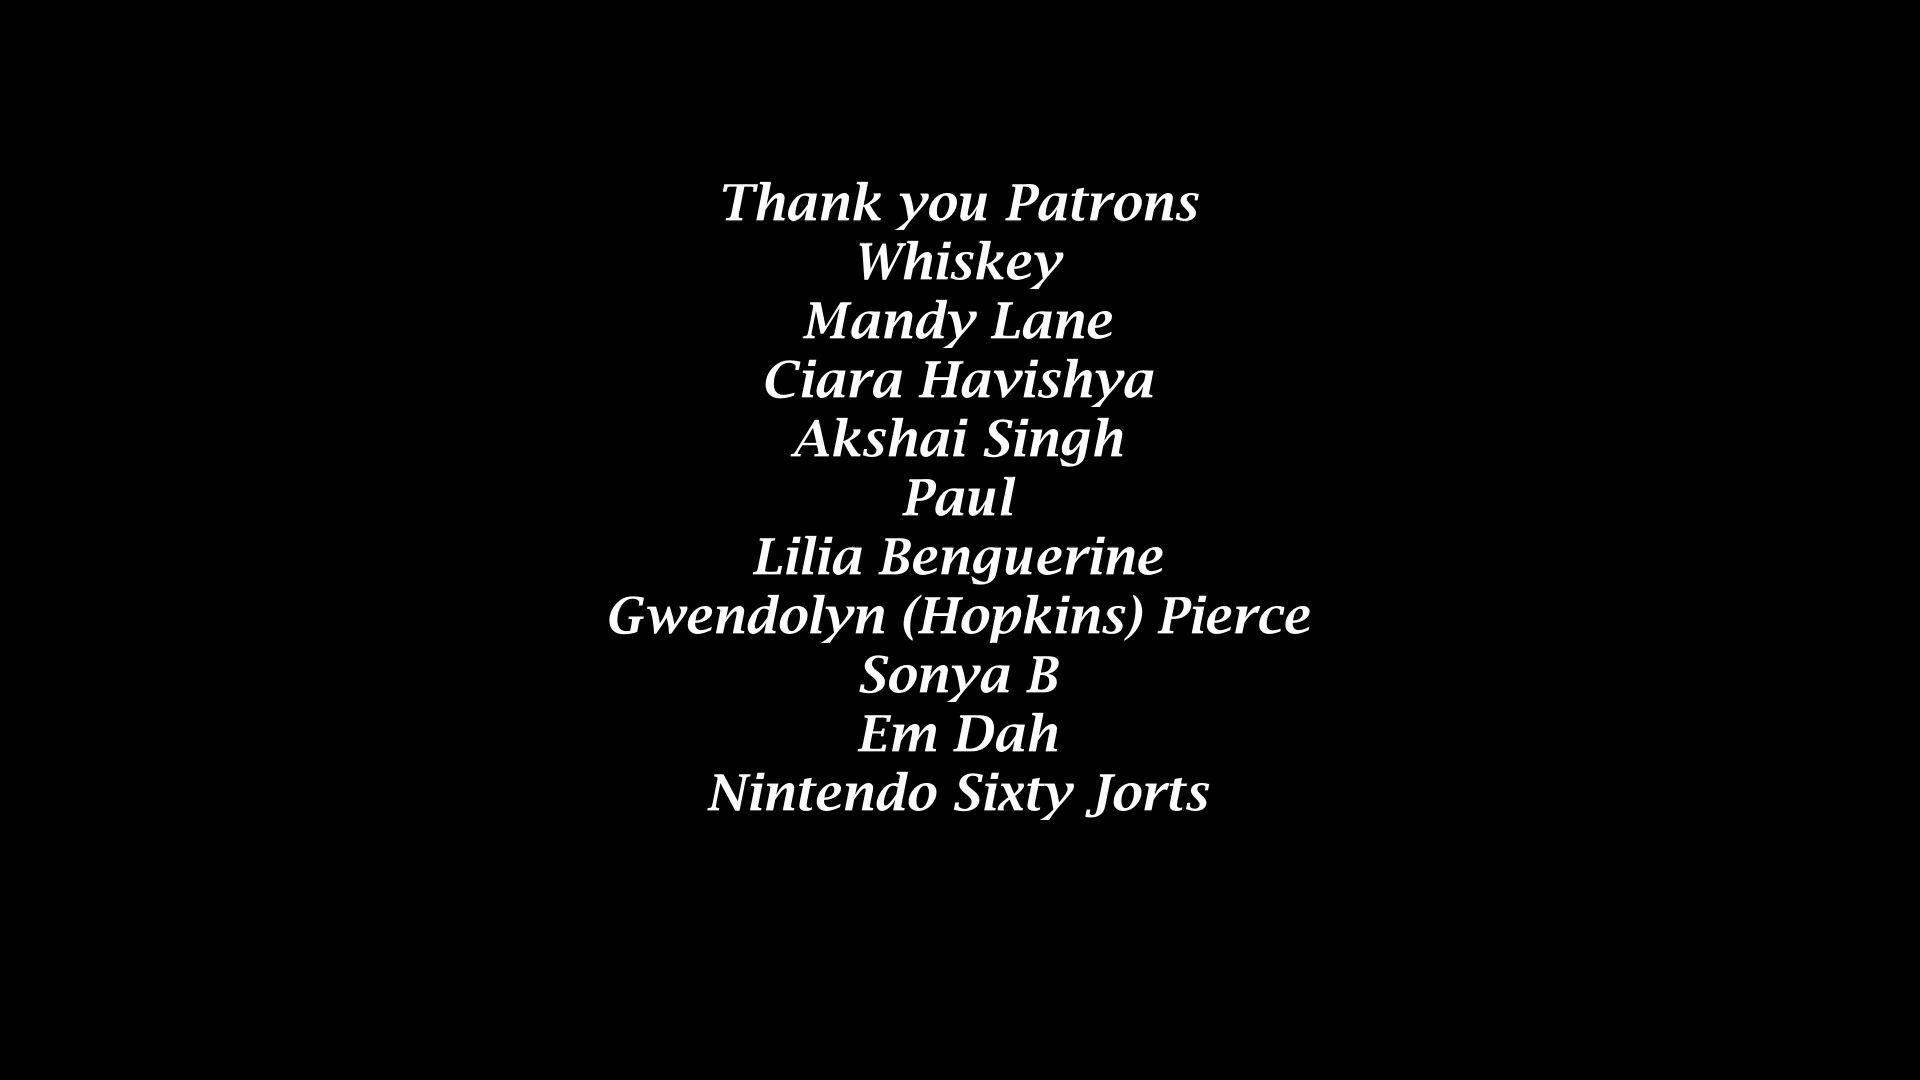 Thank you Patrons
Whiskey
Mandy Lane
Ciara Havishya
Akshai Singh
Paul
Lilia Benguerine
Gwendolyn (Hopkins) Pierce
Sonya B
Em Dah
Nintendo Sixty Jorts